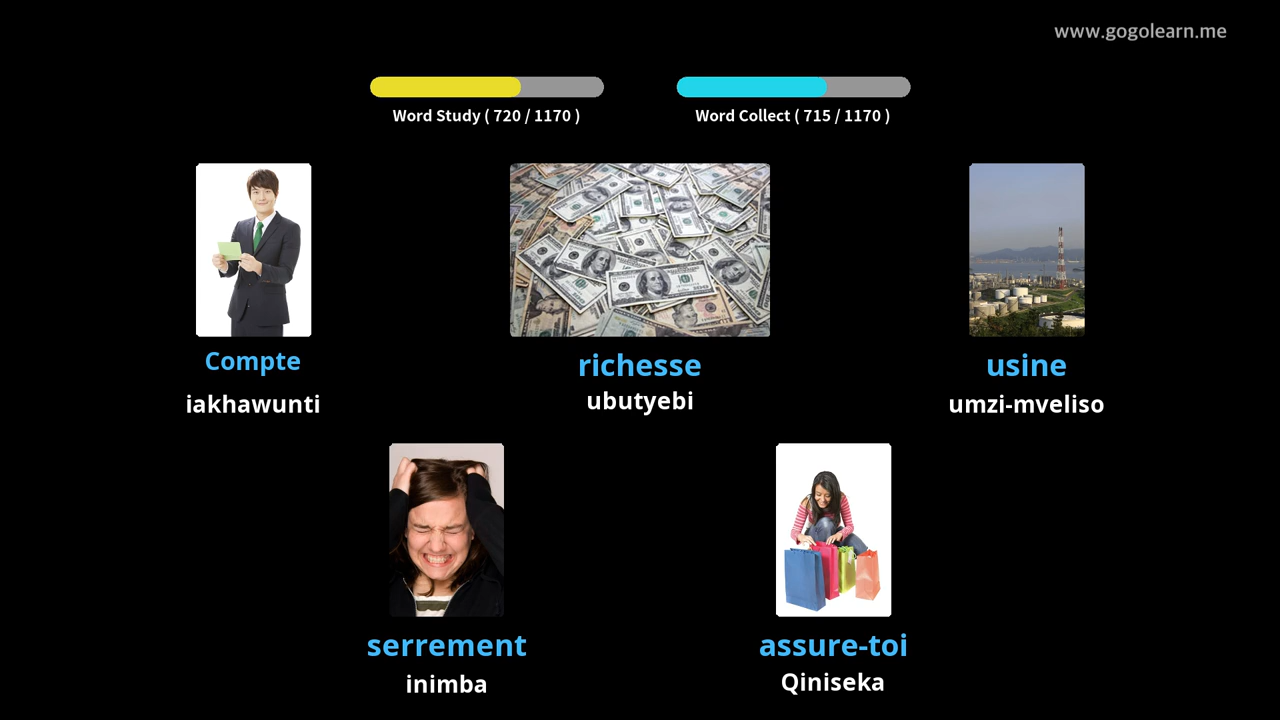 www.gogolearn.me
Word Study ( 720 / 1170 )
Word Collect ( 715 / 1170 )
Compte
iakhawunti
richesse
ubutyebi
usine
umzi-mveliso
serrement
inimba
assure-toi
Qiniseka